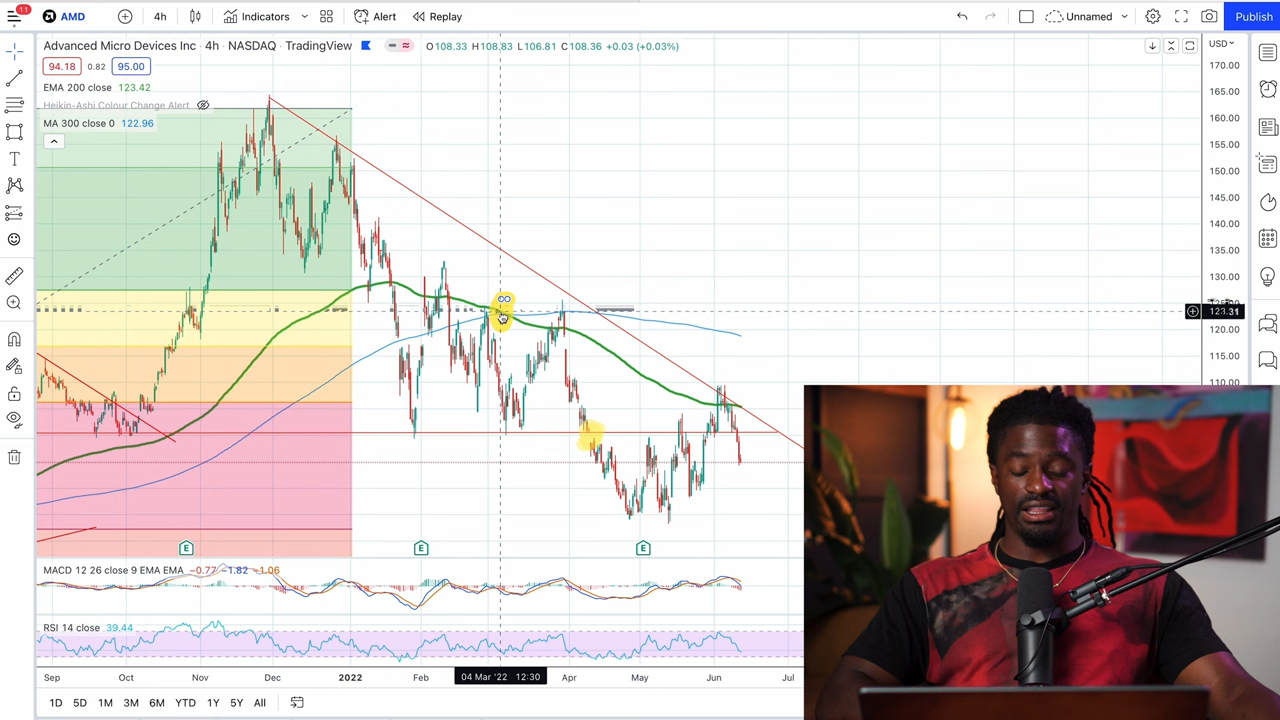 11 AMD 4h Indicators Alert Replay Unnamed Publish
Advanced Micro Devices Inc · 4h · NASDAQ · TradingView O108.33 H108.83 L106.81 C108.36 +0.03 (+0.03%) USD
94.18 0.82 95.00
EMA 200 close 123.42
Heikin-Ashi Colour Change Alert
MA 300 close 0 122.96
170.00
165.00
160.00
155.00
150.00
145.00
140.00
135.00
130.00
123.31
120.00
115.00
110.00
E E E
MACD 12 26 close 9 EMA EMA −0.77 −1.82 −1.06
RSI 14 close 39.44
Sep Oct Nov Dec 2022 Feb 04 Mar '22 12:30 Apr May Jun Jul
1D 5D 1M 3M 6M YTD 1Y 5Y All